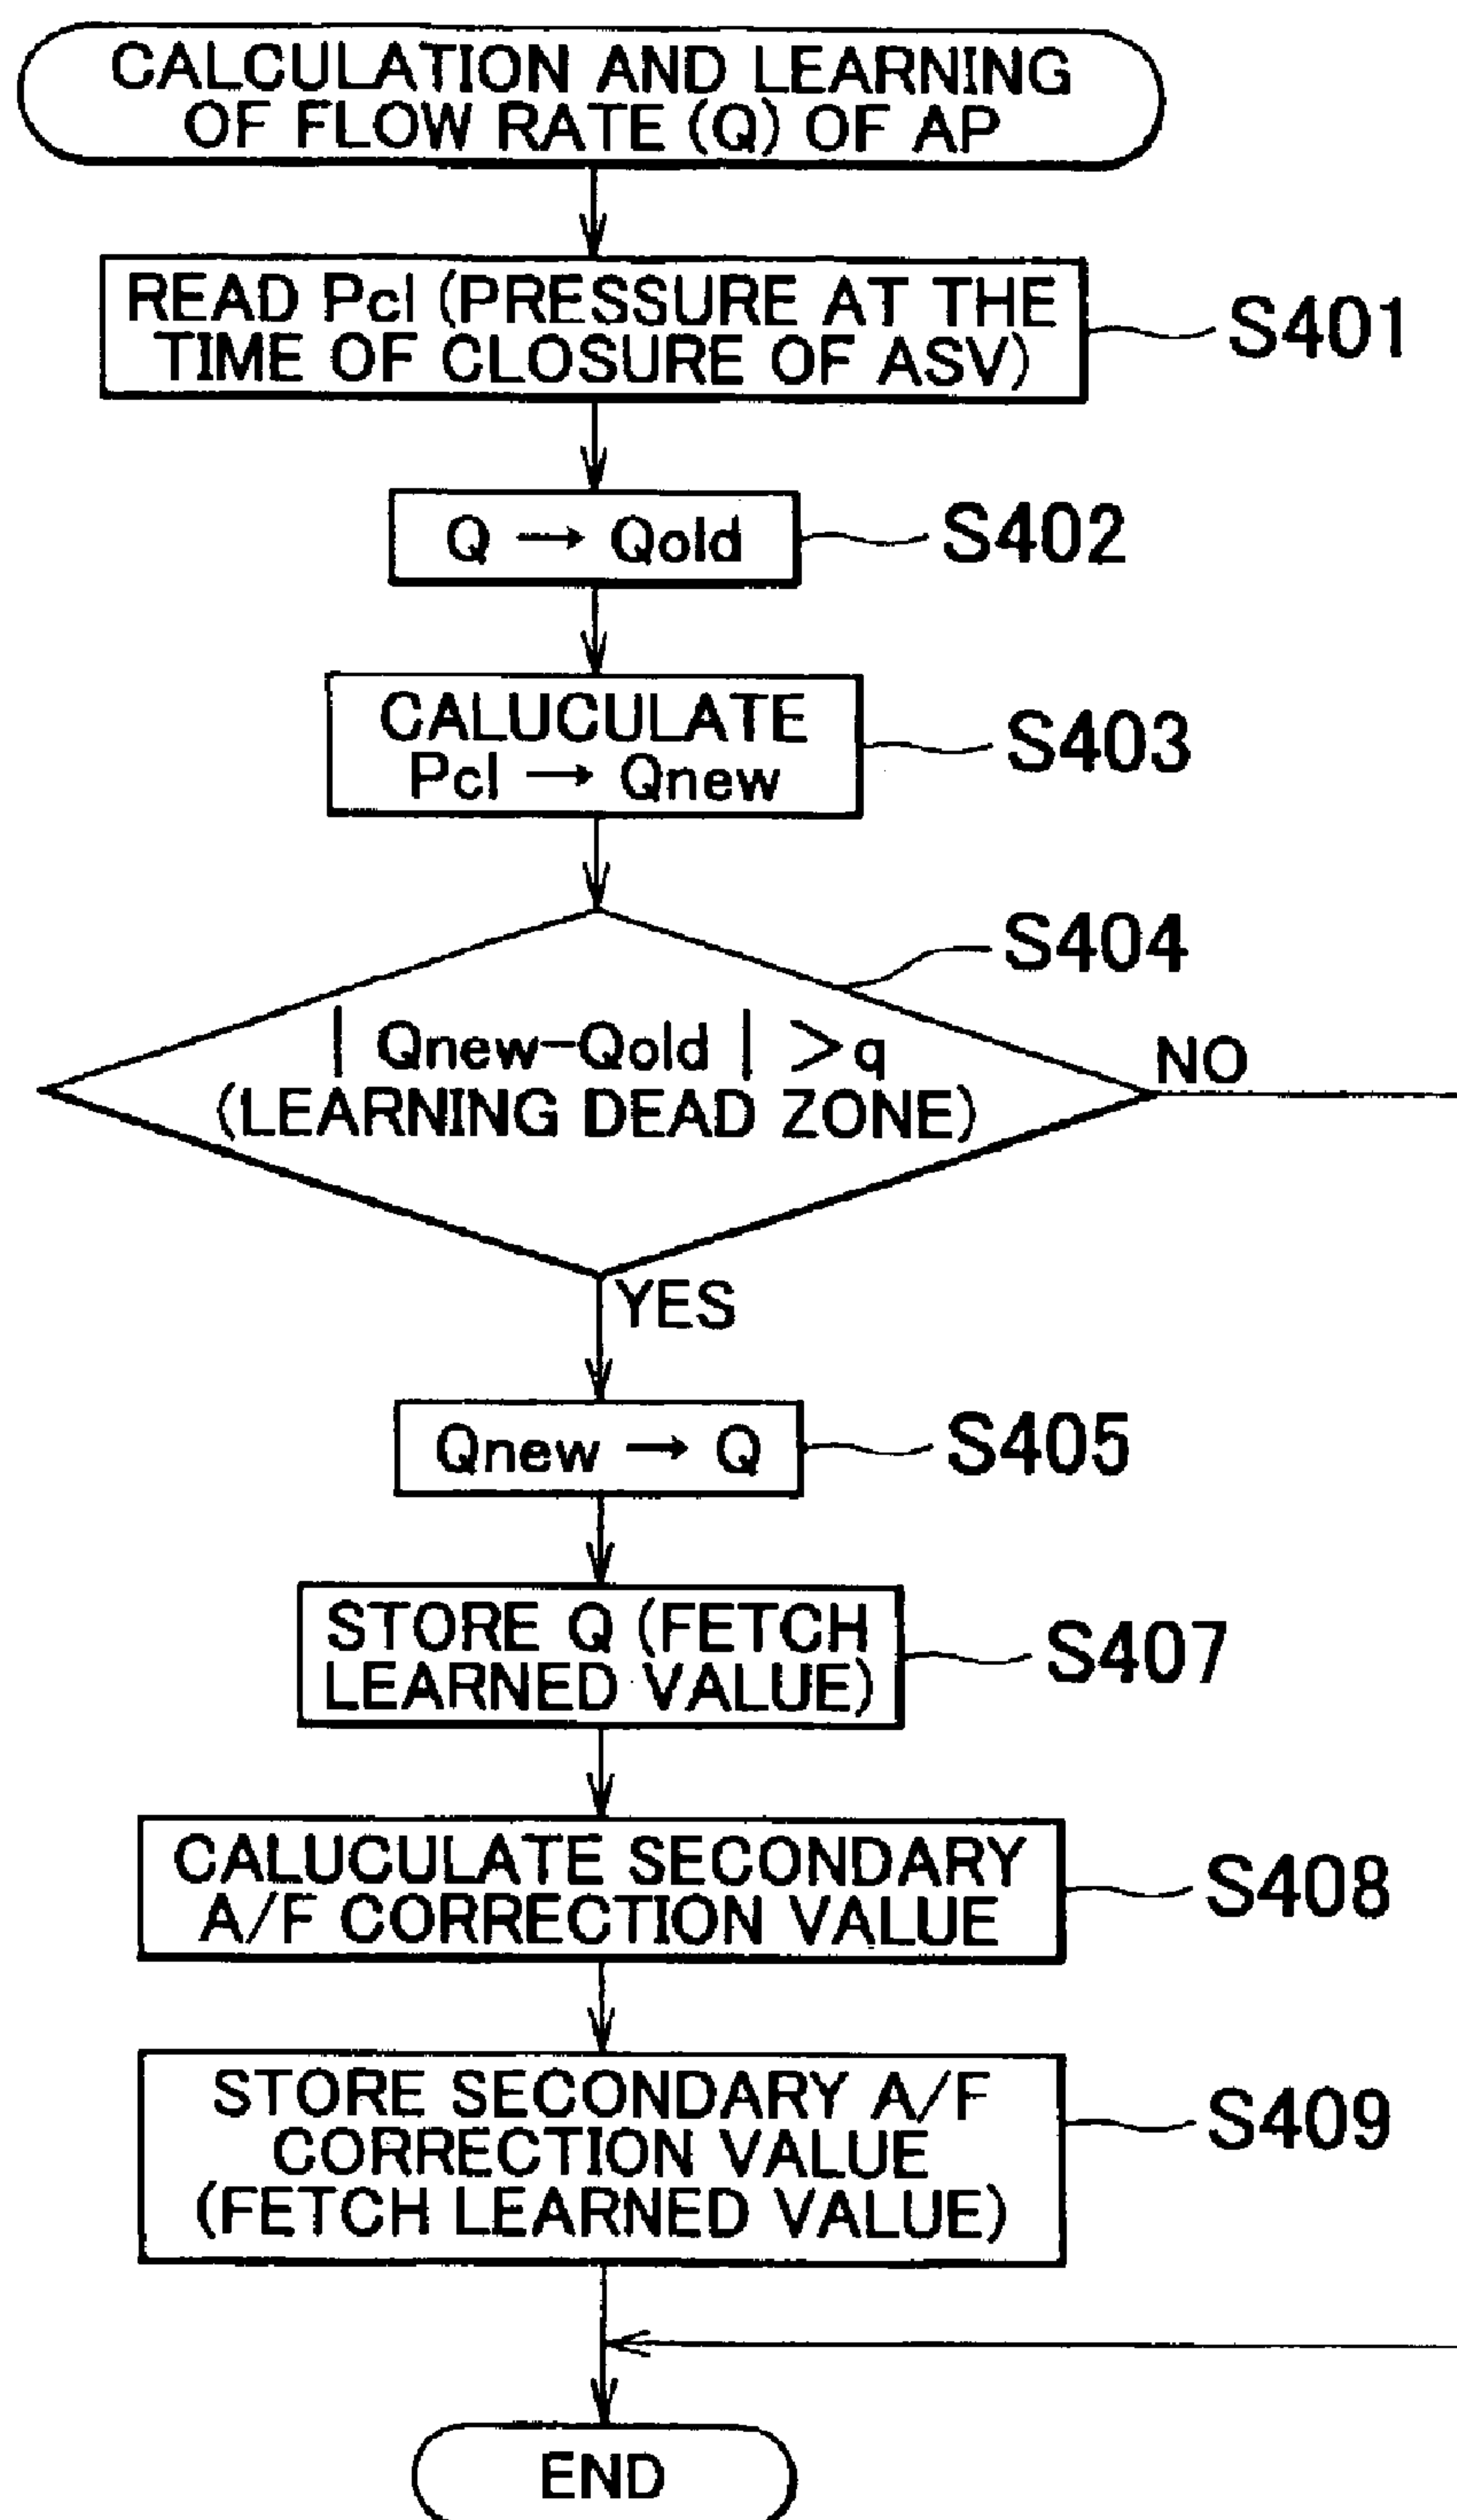 CALCULATION AND LEARNING
OF FLOW RATE (Q) OF AP
READ Pcl (PRESSURE AT THE
TIME OF CLOSURE OF ASV)
S401
Q → Qold
S402
CALUCULATE
Pcl → Qnew
S403
S404
| Qnew-Qold | >q
(LEARNING DEAD ZONE)
NO
YES
Qnew → Q
S405
STORE Q (FETCH
LEARNED VALUE)
S407
CALUCULATE SECONDARY
A/F CORRECTION VALUE
S408
STORE SECONDARY A/F
CORRECTION VALUE
(FETCH LEARNED VALUE)
S409
END